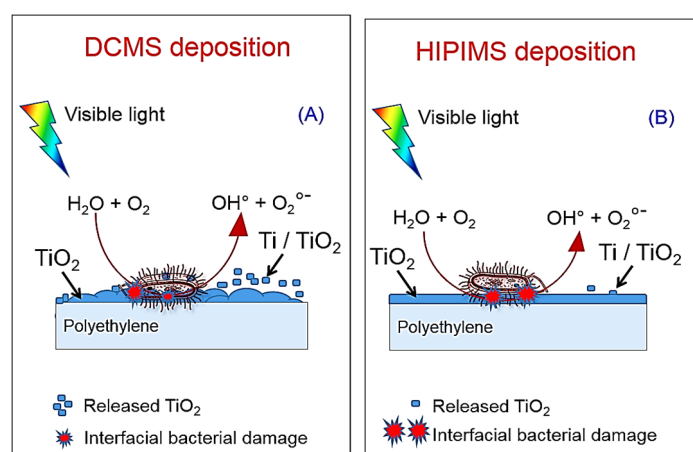 DCMS deposition
Visible light
(A)
H₂O + O₂
OH° + O₂°⁻
Ti / TiO₂
TiO₂
Polyethylene
Released TiO₂
Interfacial bacterial damage
HIPIMS deposition
Visible light
(B)
H₂O + O₂
OH° + O₂°⁻
Ti / TiO₂
TiO₂
Polyethylene
Released TiO₂
Interfacial bacterial damage